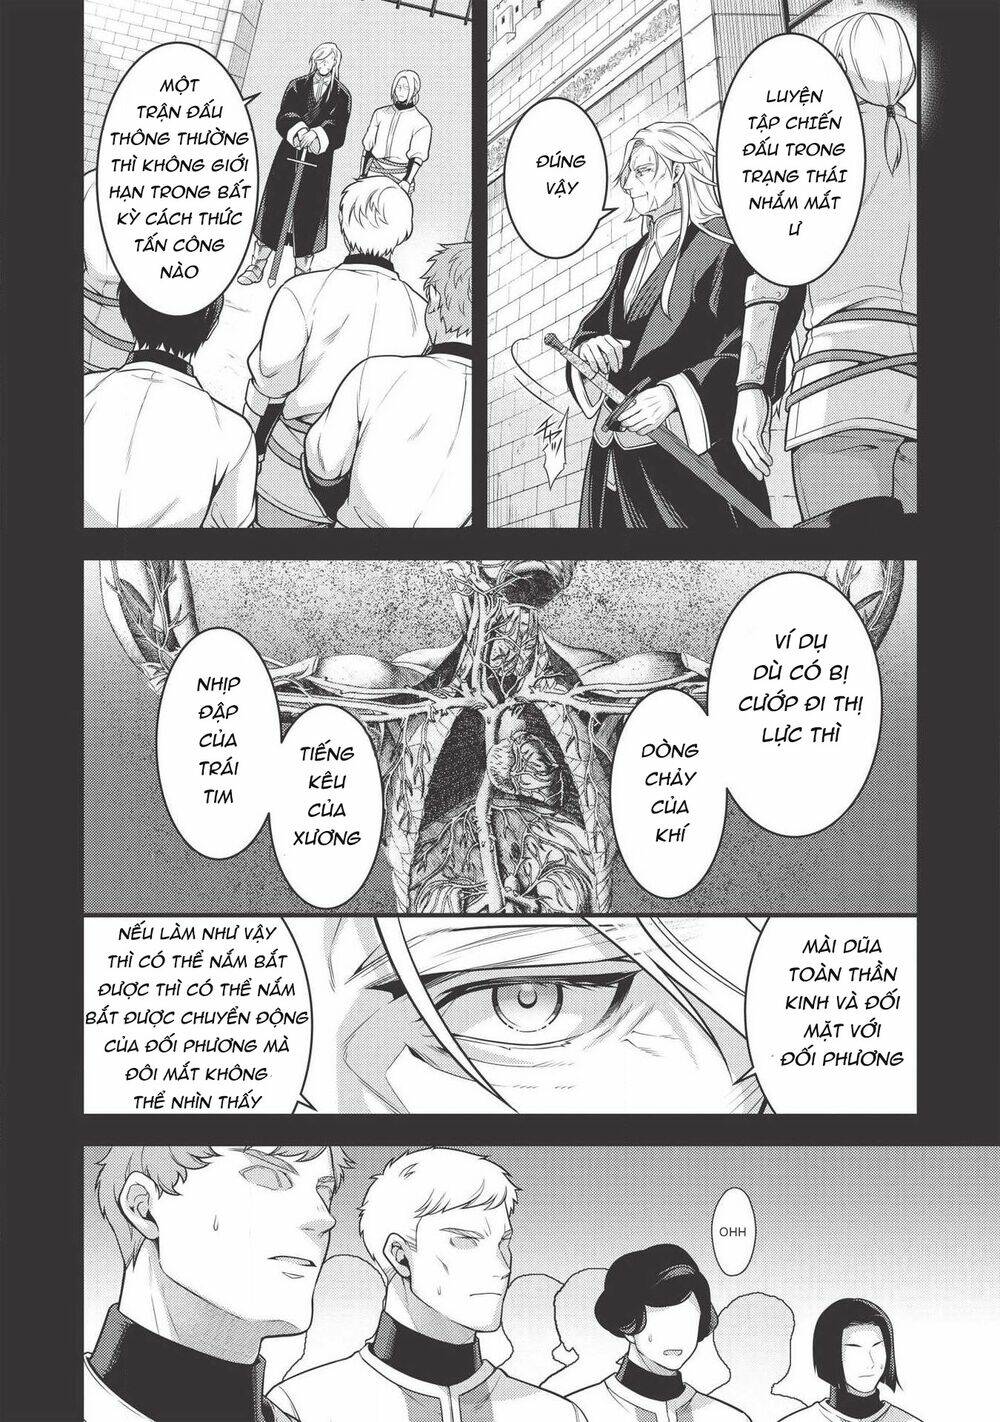 LUYỆN
TẬP CHIẾN
ĐẤU TRONG
TRẠNG THÁI
NHẮM MẮT
Ư
ĐÚNG
VẬY
MỘT
TRẬN ĐẤU
THÔNG THƯỜNG
THÌ KHÔNG GIỚI
HẠN TRONG BẤT
KỲ CÁCH THỨC
TẤN CÔNG
NÀO
VÍ DỤ
DÙ CÓ BỊ
CƯỚP ĐI THỊ
LỰC THÌ
DÒNG
CHẢY CỦA
KHÍ
TIẾNG
KÊU CỦA
XƯƠNG
NHỊP
ĐẬP CỦA
TRÁI
TIM
MÀI DŨA
TOÀN THẦN
KINH VÀ ĐỐI
MẶT VỚI
ĐỐI PHƯƠNG
NẾU LÀM NHƯ VẬY
THÌ CÓ THỂ NẮM BẮT
ĐƯỢC THÌ CÓ THỂ NẮM
BẮT ĐƯỢC CHUYỂN ĐỘNG
CỦA ĐỐI PHƯƠNG MÀ
ĐÔI MẮT KHÔNG
THỂ NHÌN THẤY
OHH